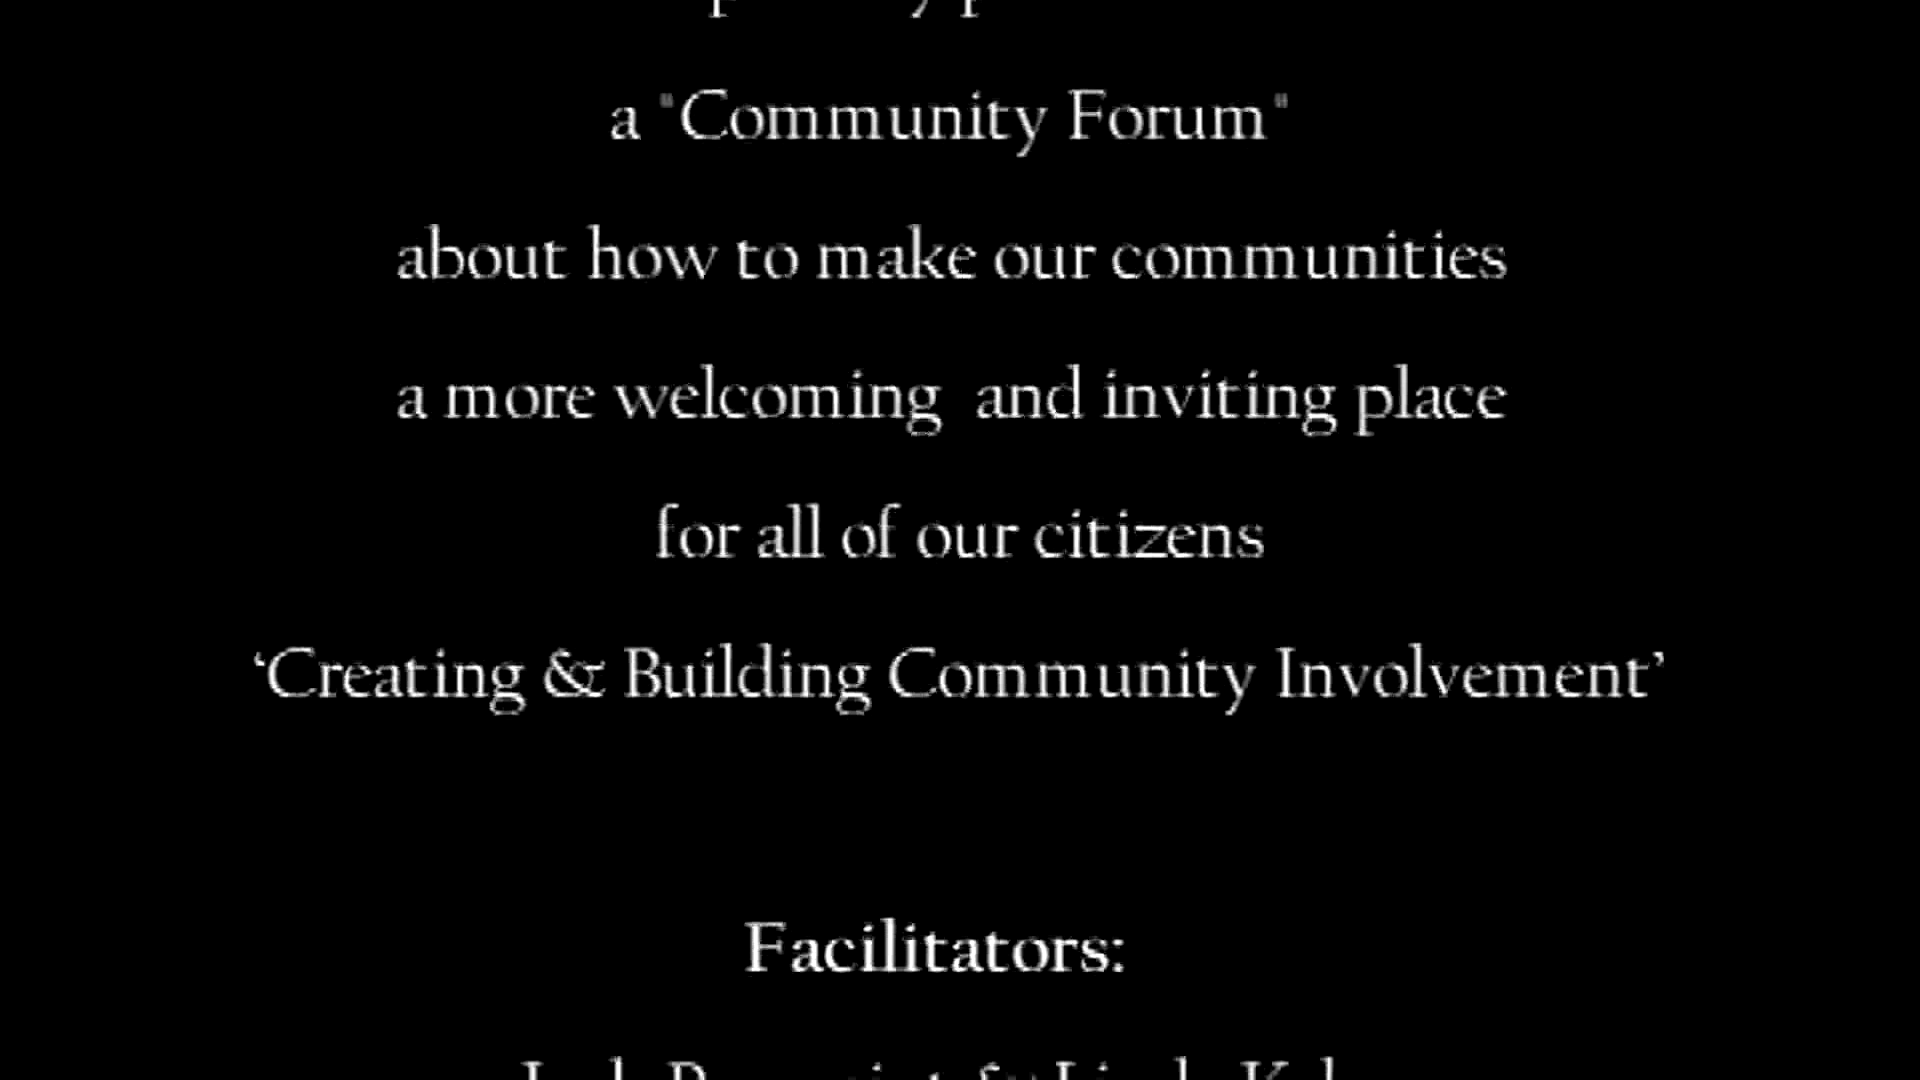 a "Community Forum"
about how to make our communities
a more welcoming  and inviting place
for all of our citizens
‘Creating & Building Community Involvement’
Facilitators: